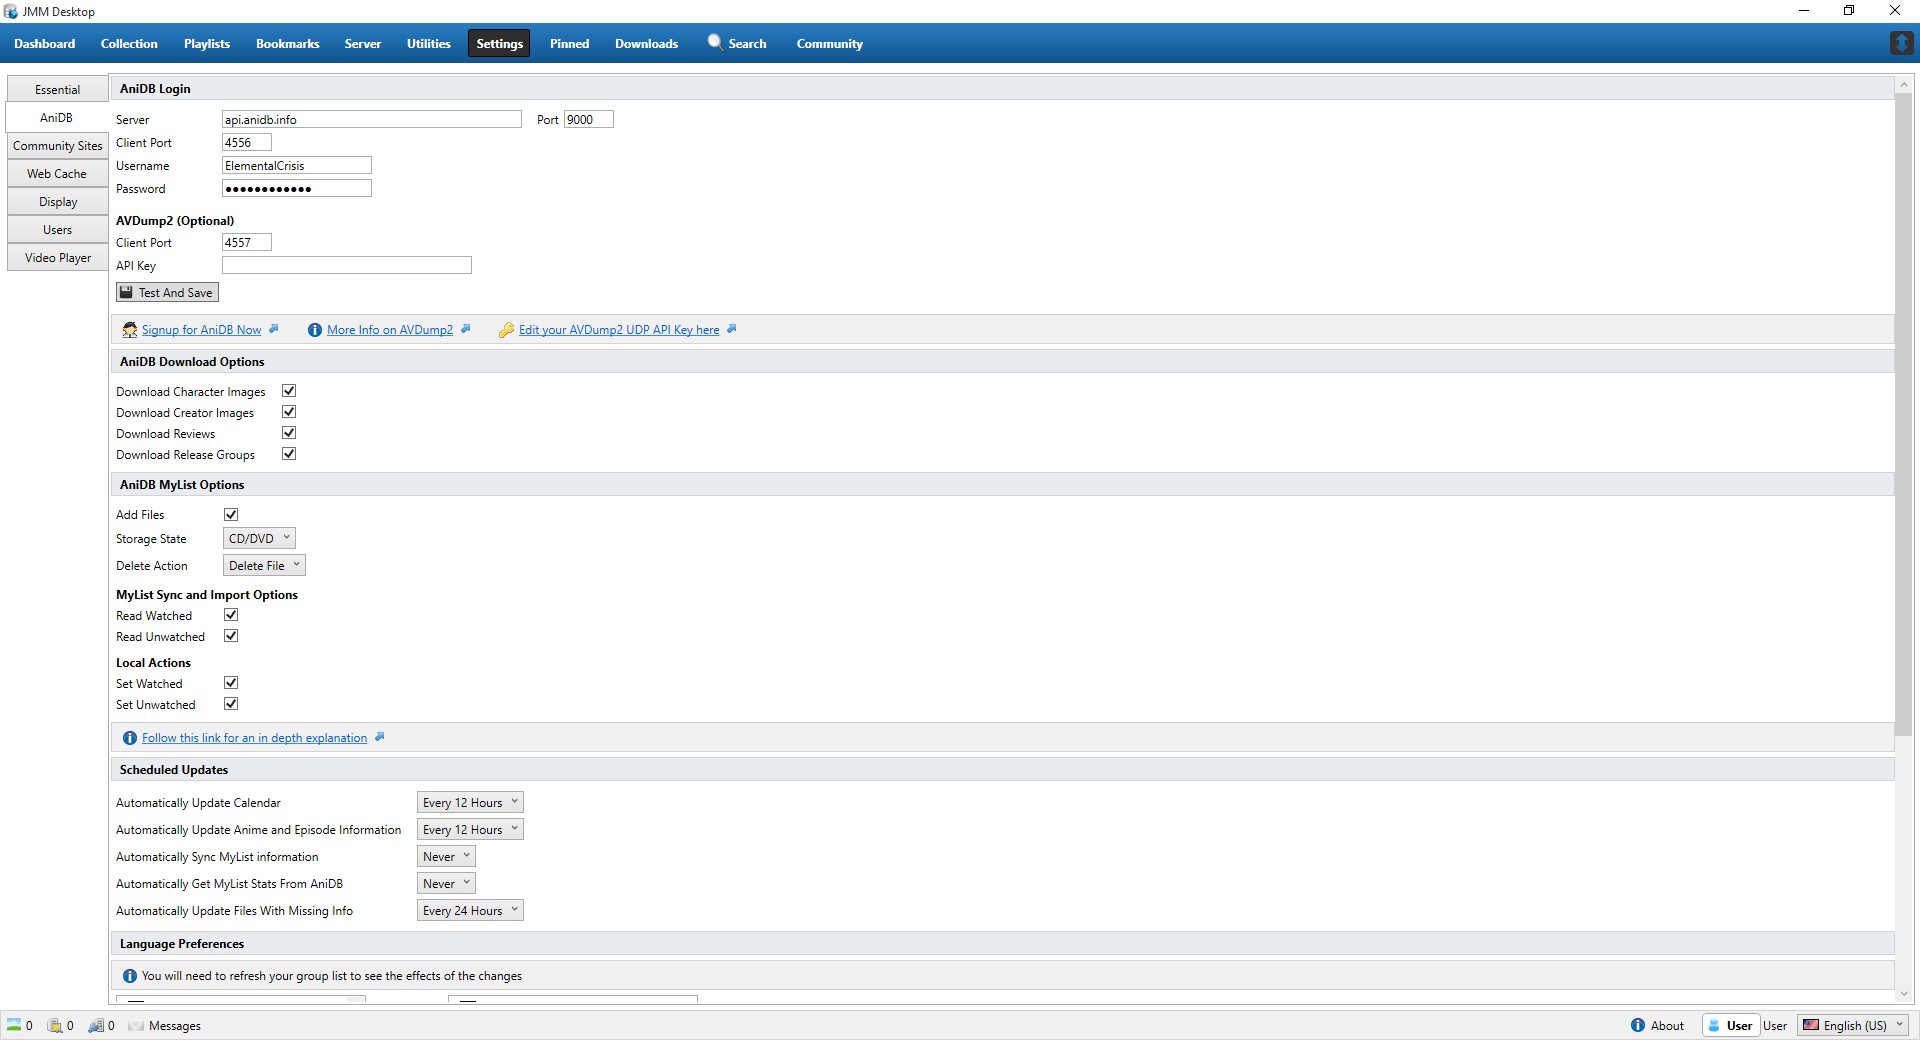 JMM Desktop
Dashboard Collection Playlists Bookmarks Server Utilities Settings Pinned Downloads Search Community
Essential
AniDB
Community Sites
Web Cache
Display
Users
Video Player
AniDB Login
Server api.anidb.info Port 9000
Client Port 4556
Username ElementalCrisis
Password ●●●●●●●●●●●●
AVDump2 (Optional)
Client Port 4557
API Key
Test And Save
Signup for AniDB Now More Info on AVDump2 Edit your AVDump2 UDP API Key here
AniDB Download Options
Download Character Images
Download Creator Images
Download Reviews
Download Release Groups
AniDB MyList Options
Add Files
Storage State CD/DVD
Delete Action Delete File
MyList Sync and Import Options
Read Watched
Read Unwatched
Local Actions
Set Watched
Set Unwatched
Follow this link for an in depth explanation
Scheduled Updates
Automatically Update Calendar Every 12 Hours
Automatically Update Anime and Episode Information Every 12 Hours
Automatically Sync MyList information Never
Automatically Get MyList Stats From AniDB Never
Automatically Update Files With Missing Info Every 24 Hours
Language Preferences
You will need to refresh your group list to see the effects of the changes
0 0 0 Messages About User User English (US)